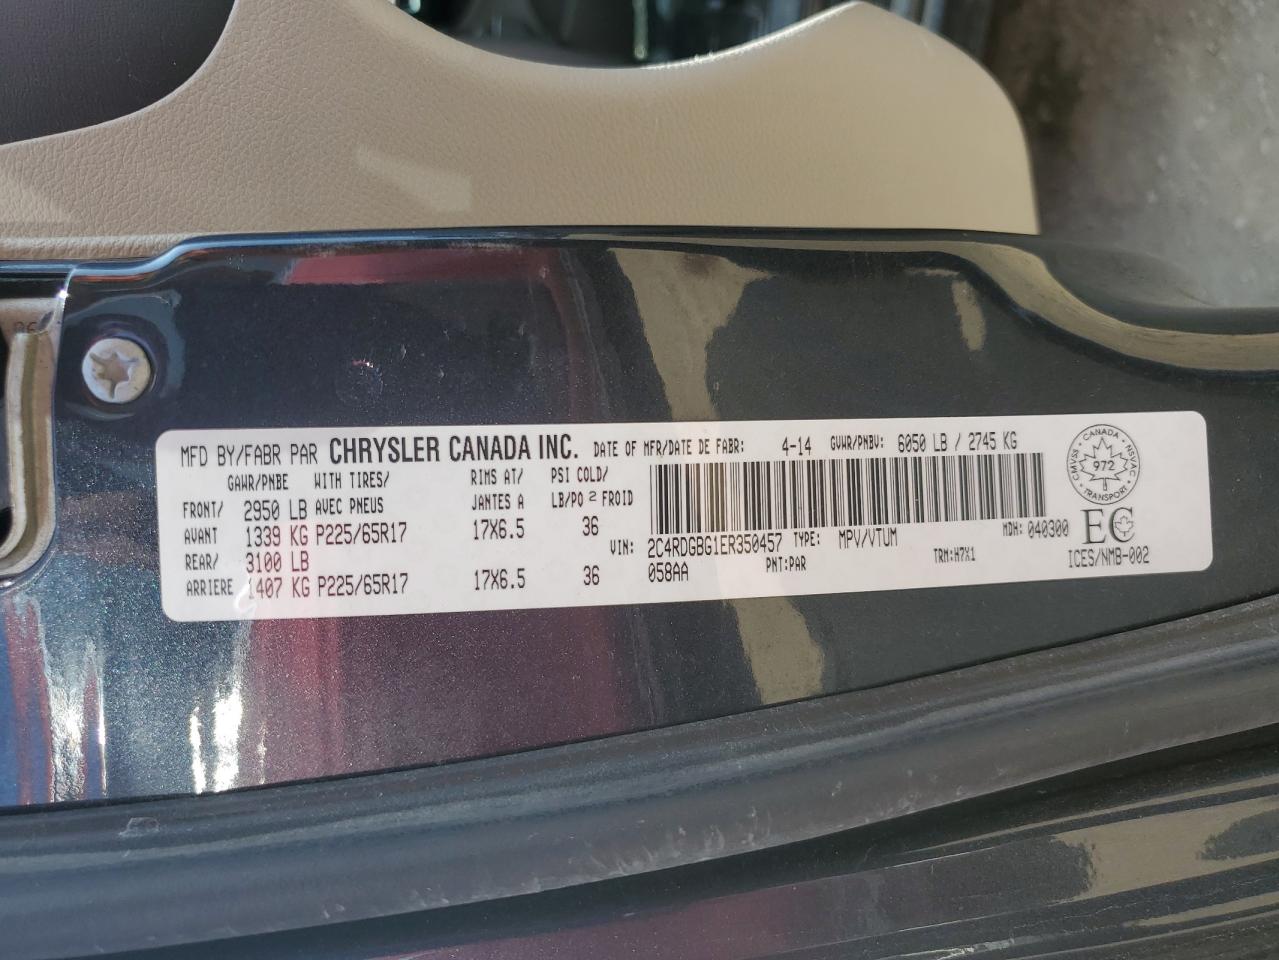 MFD BY/FABR PAR CHRYSLER CANADA INC. DATE OF MFR/DATE DE FABR: 4-14 GVWR/PNBV: 6050 LB / 2745 KG
GAWR/PNBE WITH TIRES/ RIMS AT/ PSI COLD/
FRONT/ 2950 LB AVEC PNEUS JANTES A LB/PO 2 FROID
AVANT 1339 KG P225/65R17 17X6.5 36
REAR/ 3100 LB
ARRIERE 1407 KG P225/65R17 17X6.5 36
MDH: 040300
VIN: 2C4RDGBG1ER350457 TYPE: MPV/VTUM
058AA PNT:PAR TRM:H7X1
CANADA
CMVSS 972 NSVAC
TRANSPORT
EC
ICES/NMB-002